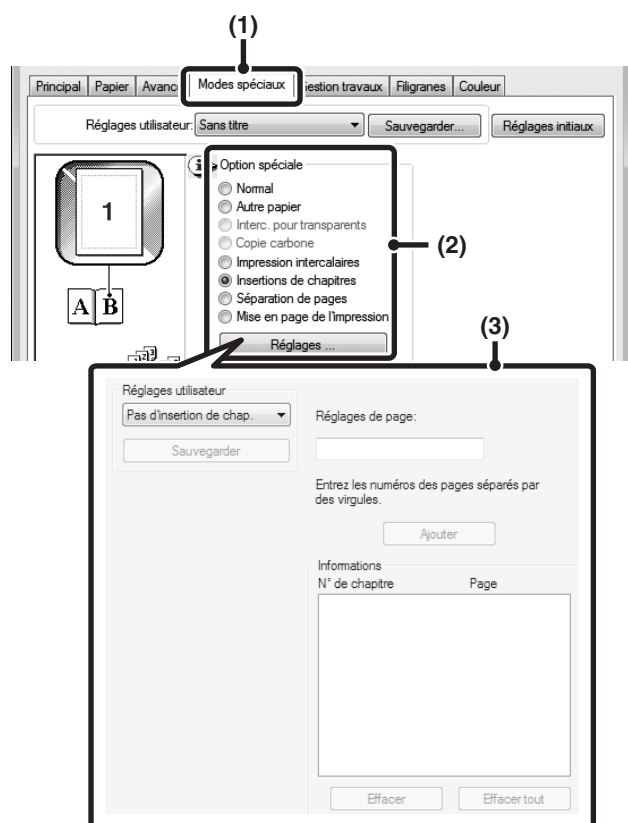 (1)
Principal Papier Avancé Modes spéciaux estion travaux Filigranes Couleur
Réglages utilisateur: Sans titre Sauvegarder... Réglages initiaux
Option spéciale
Normal
Autre papier
Interc. pour transparents
Copie carbone
Impression intercalaires
Insertions de chapitres
Séparation de pages
Mise en page de l'impression
Réglages ...
(2)
1
A B
(3)
Réglages utilisateur
Pas d'insertion de chap.
Sauvegarder
Réglages de page:
Entrez les numéros des pages séparés par
des virgules.
Ajouter
Informations
N° de chapitre Page
Effacer Effacer tout